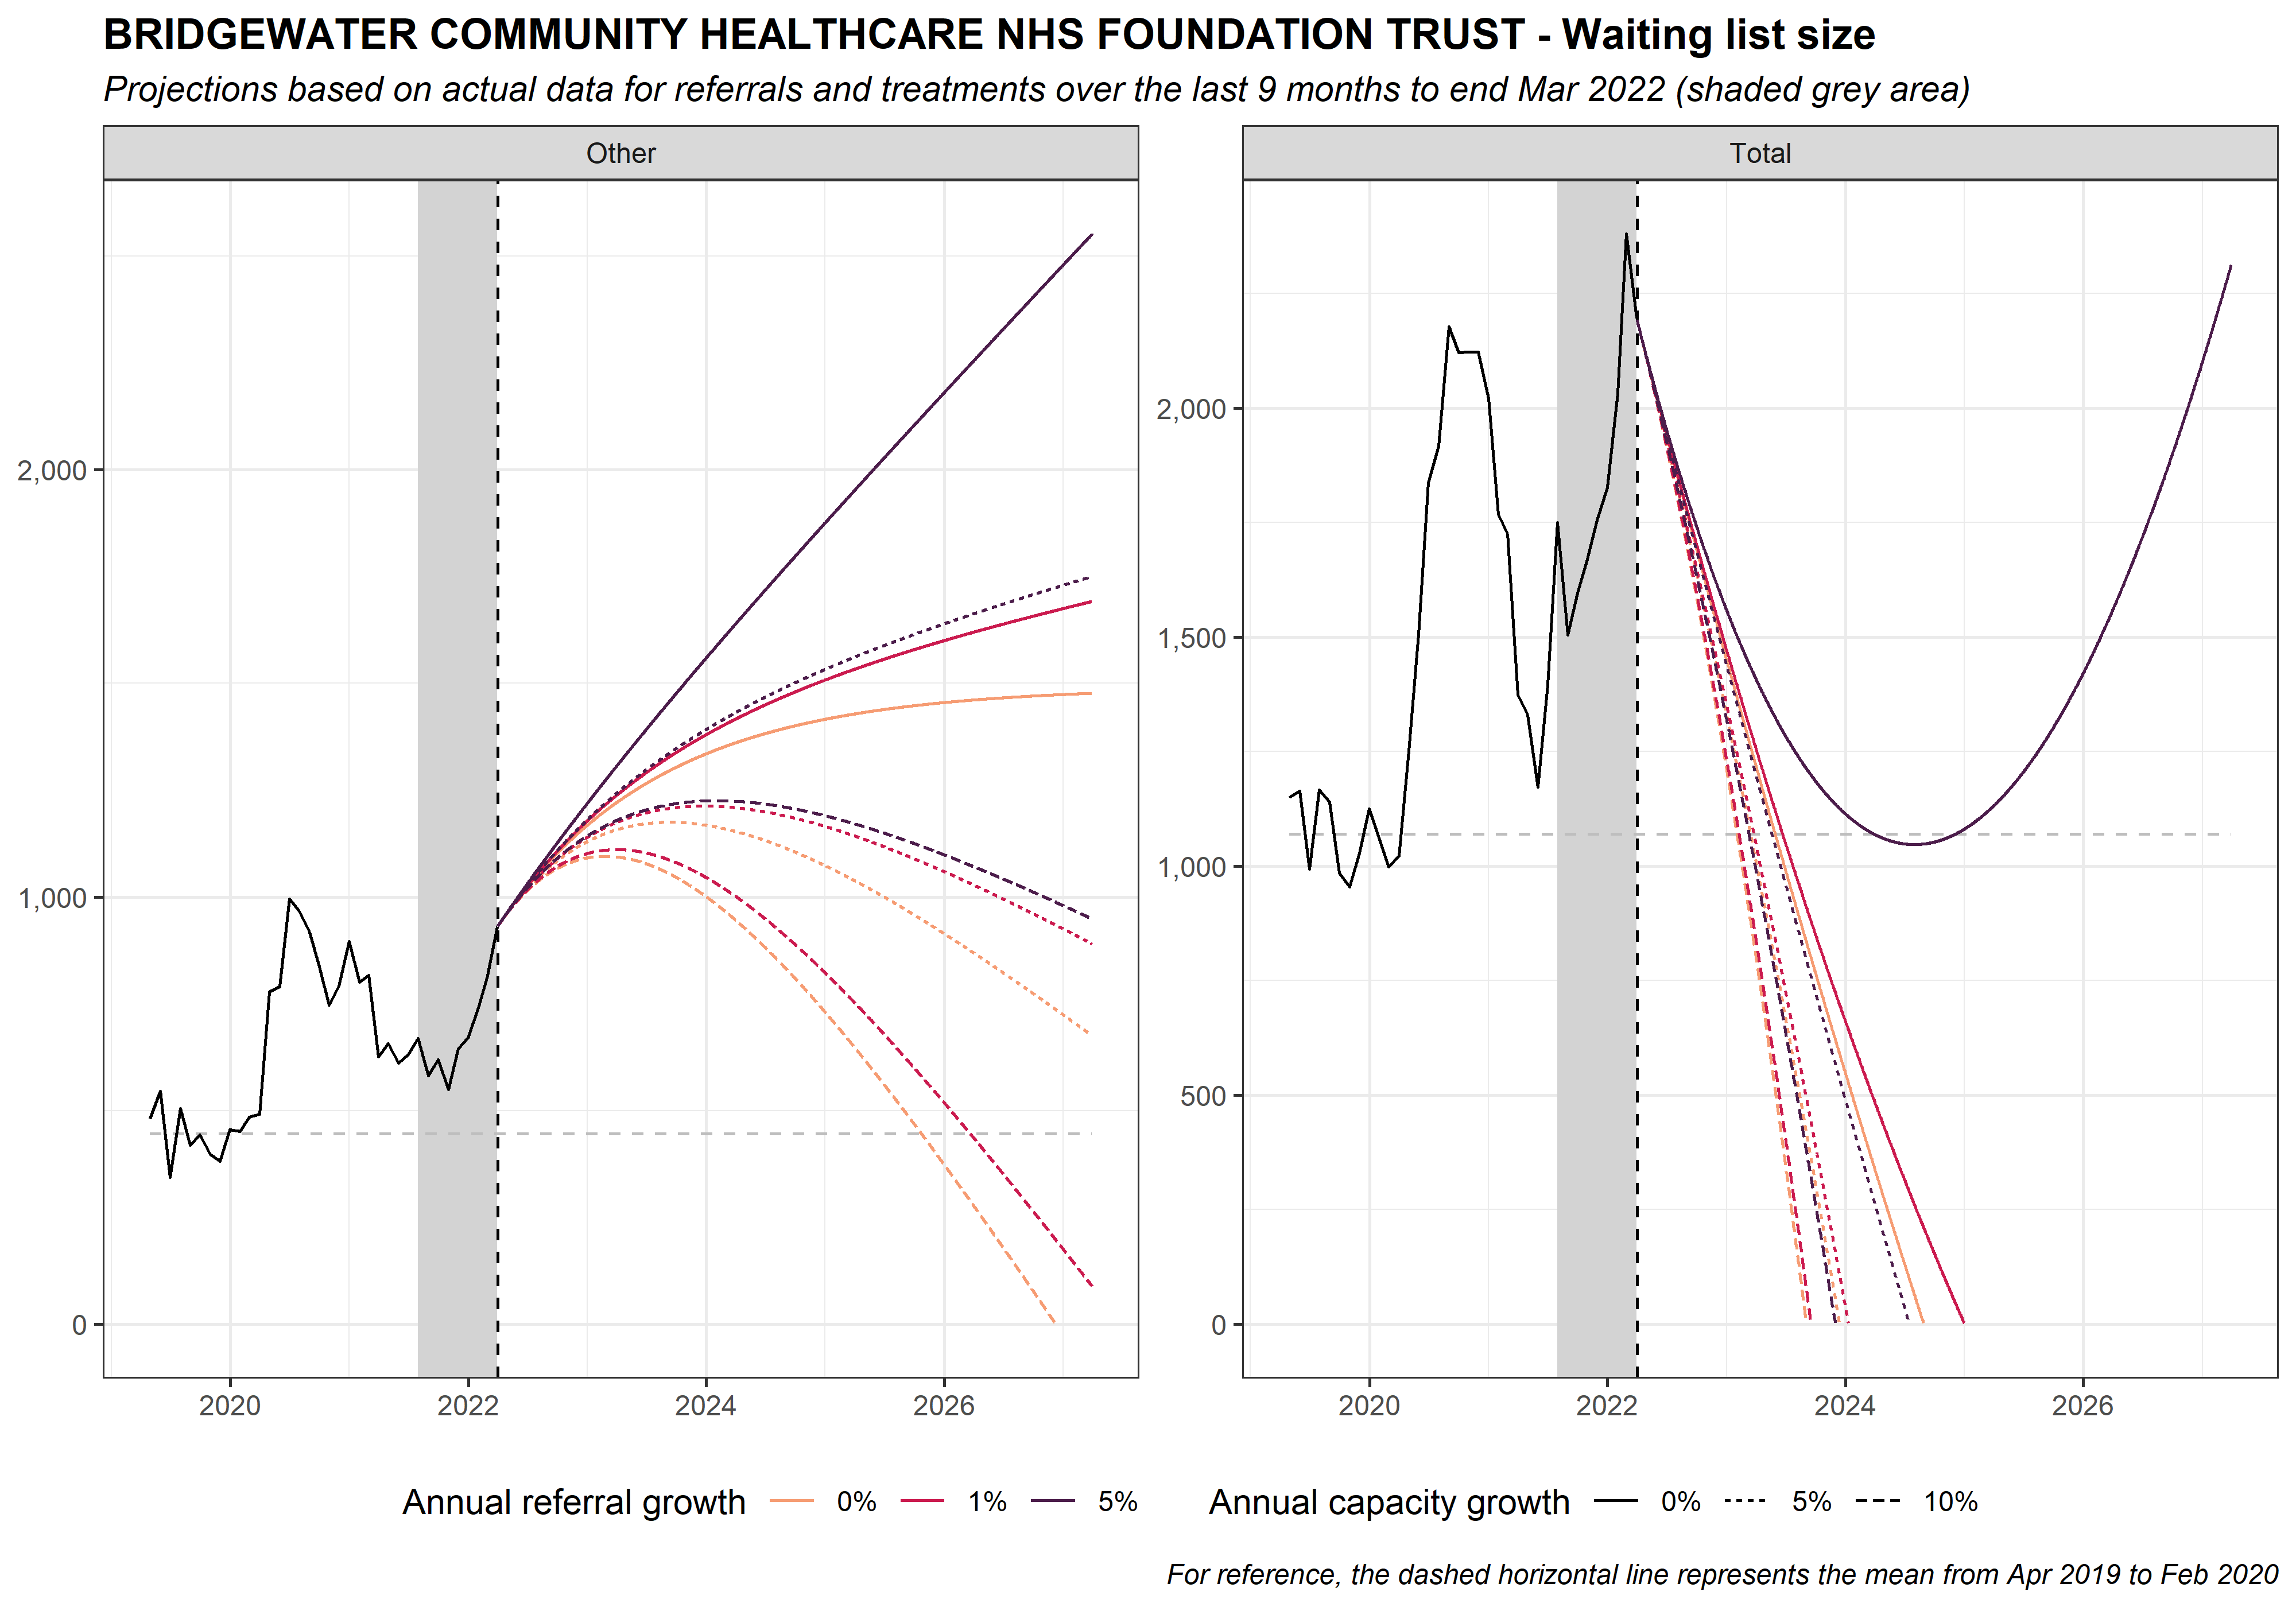 BRIDGEWATER COMMUNITY HEALTHCARE NHS FOUNDATION TRUST - Waiting list size
Projections based on actual data for referrals and treatments over the last 9 months to end Mar 2022 (shaded grey area)
Other
2,000
1,000
0
2020 2022 2024 2026
Total
2,000
1,500
1,000
500
0
2020 2022 2024 2026
Annual referral growth 0% 1% 5%
Annual capacity growth 0% 5% 10%
For reference, the dashed horizontal line represents the mean from Apr 2019 to Feb 2020